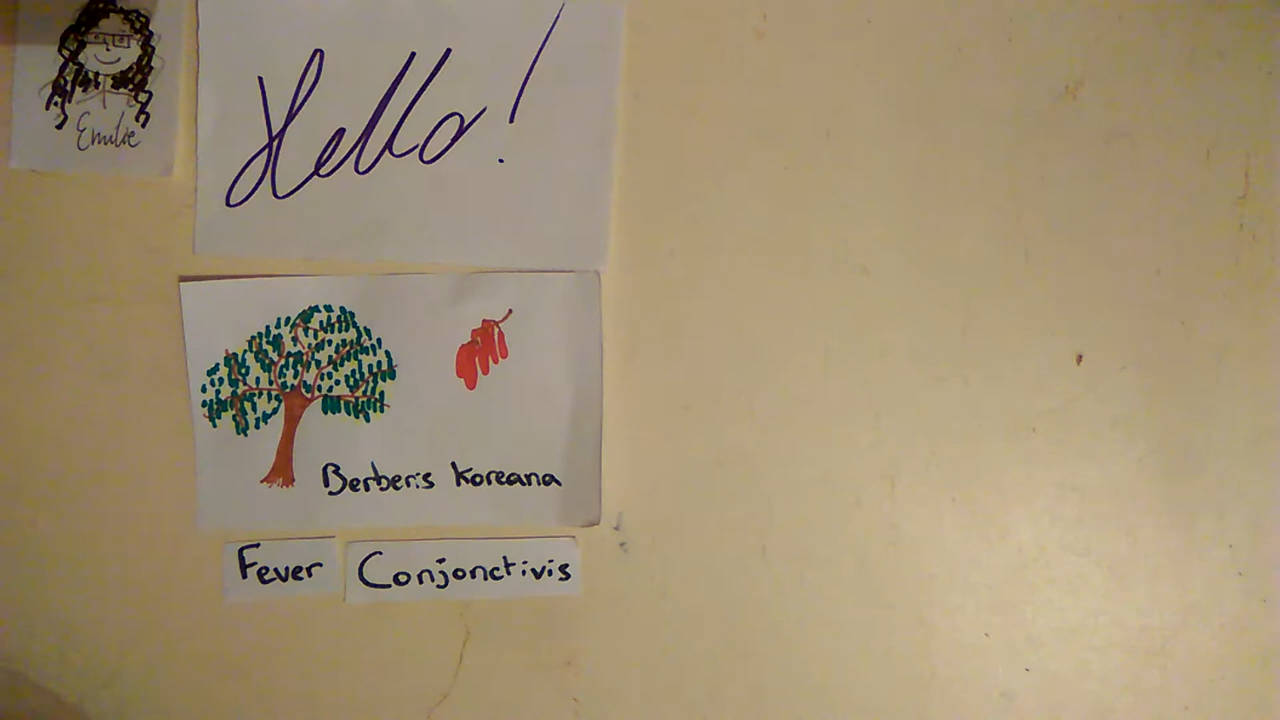 Emilie
Hello!
Berberis Koreana
Fever
Conjonctivis